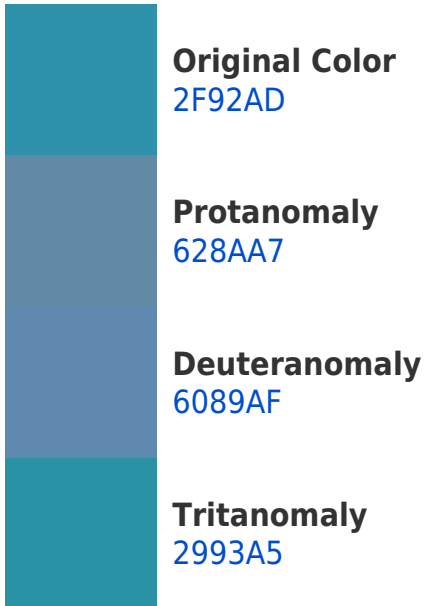 Original Color
2F92AD
Protanomaly
628AA7
Deuteranomaly
6089AF
Tritanomaly
2993A5